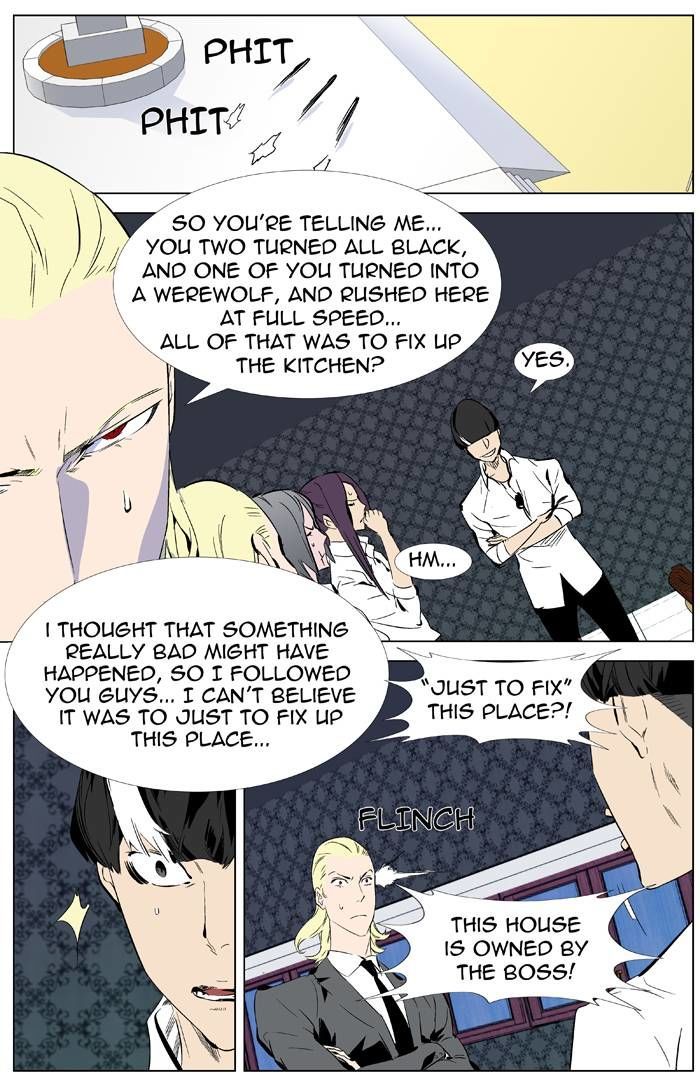 PHIT
PHIT
SO YOU'RE TELLING ME...
YOU TWO TURNED ALL BLACK,
AND ONE OF YOU TURNED INTO
A WEREWOLF, AND RUSHED HERE
AT FULL SPEED...
ALL OF THAT WAS TO FIX UP
THE KITCHEN?
YES.
HM...
I THOUGHT THAT SOMETHING
REALLY BAD MIGHT HAVE
HAPPENED, SO I FOLLOWED
YOU GUYS... I CAN'T BELIEVE
IT WAS TO JUST TO FIX UP
THIS PLACE...
"JUST TO FIX"
THIS PLACE?!
FLINCH
THIS HOUSE
IS OWNED BY
THE BOSS!